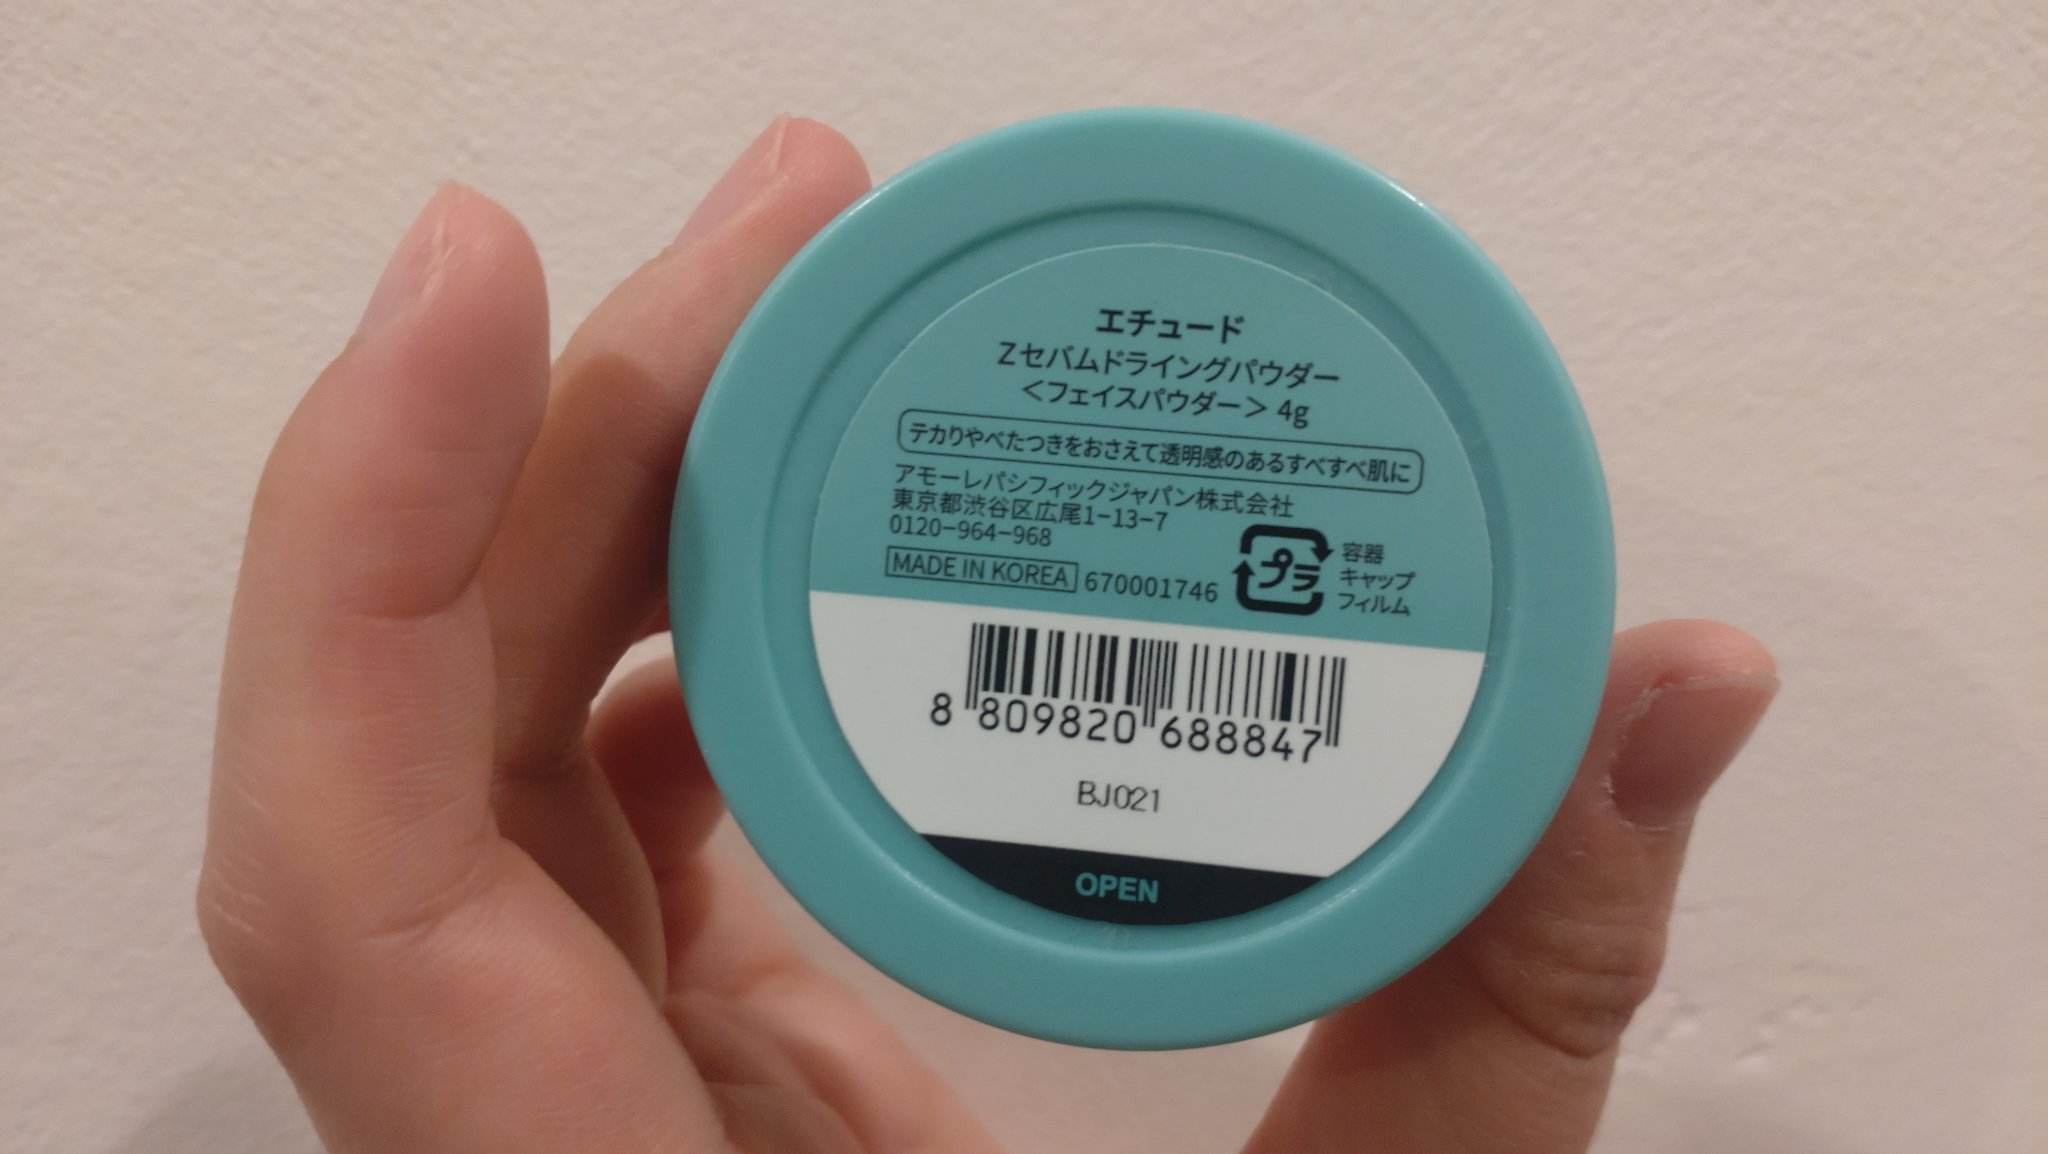 エチュード
Zセバムドライングパウダー
＜フェイスパウダー＞ 4g
テカりやべたつきをおさえて透明感のあるすべすべ肌に
アモーレパシフィックジャパン株式会社
東京都渋谷区広尾1−13−7
0120−964−968
MADE IN KOREA 670001746
プラ
容器
キャップ
フィルム
8 809820 688847
BJ021
OPEN